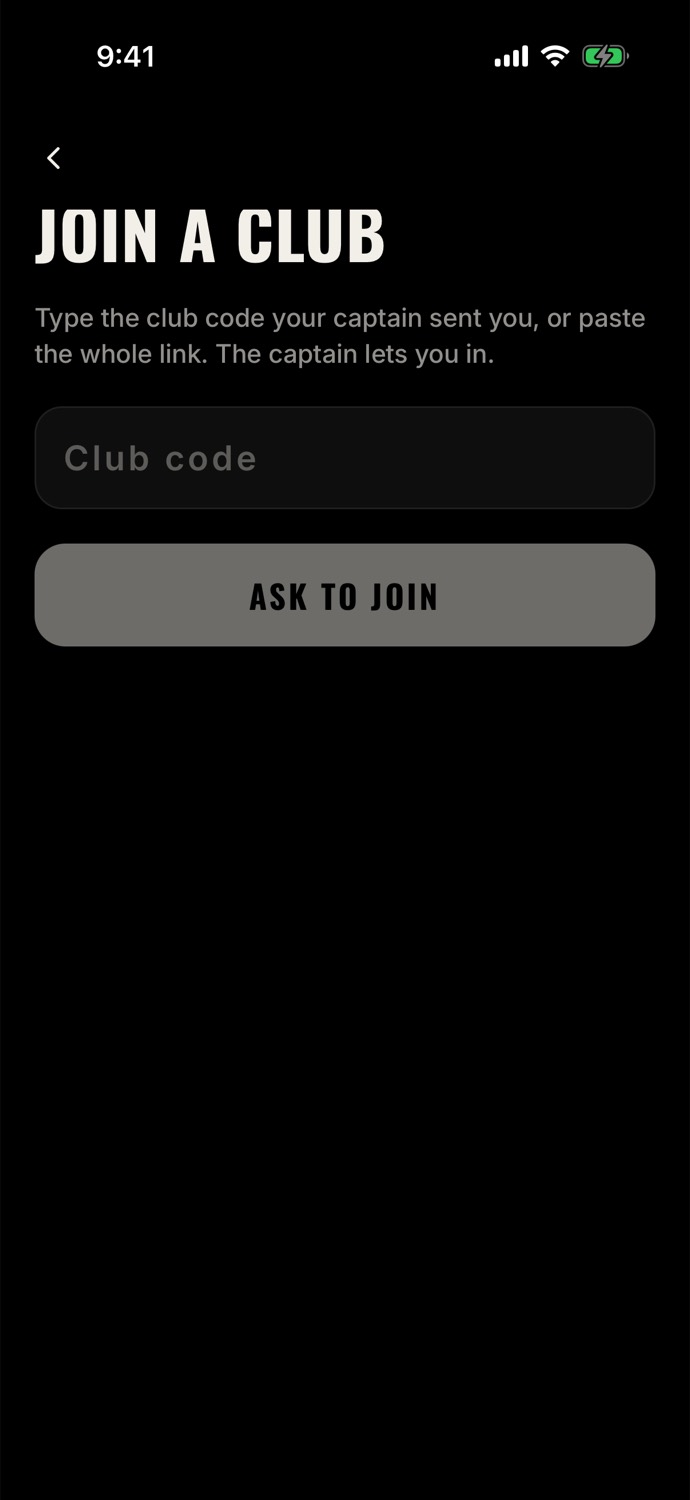 9:41
JOIN A CLUB
Type the club code your captain sent you, or paste
the whole link. The captain lets you in.
Club code
ASK TO JOIN